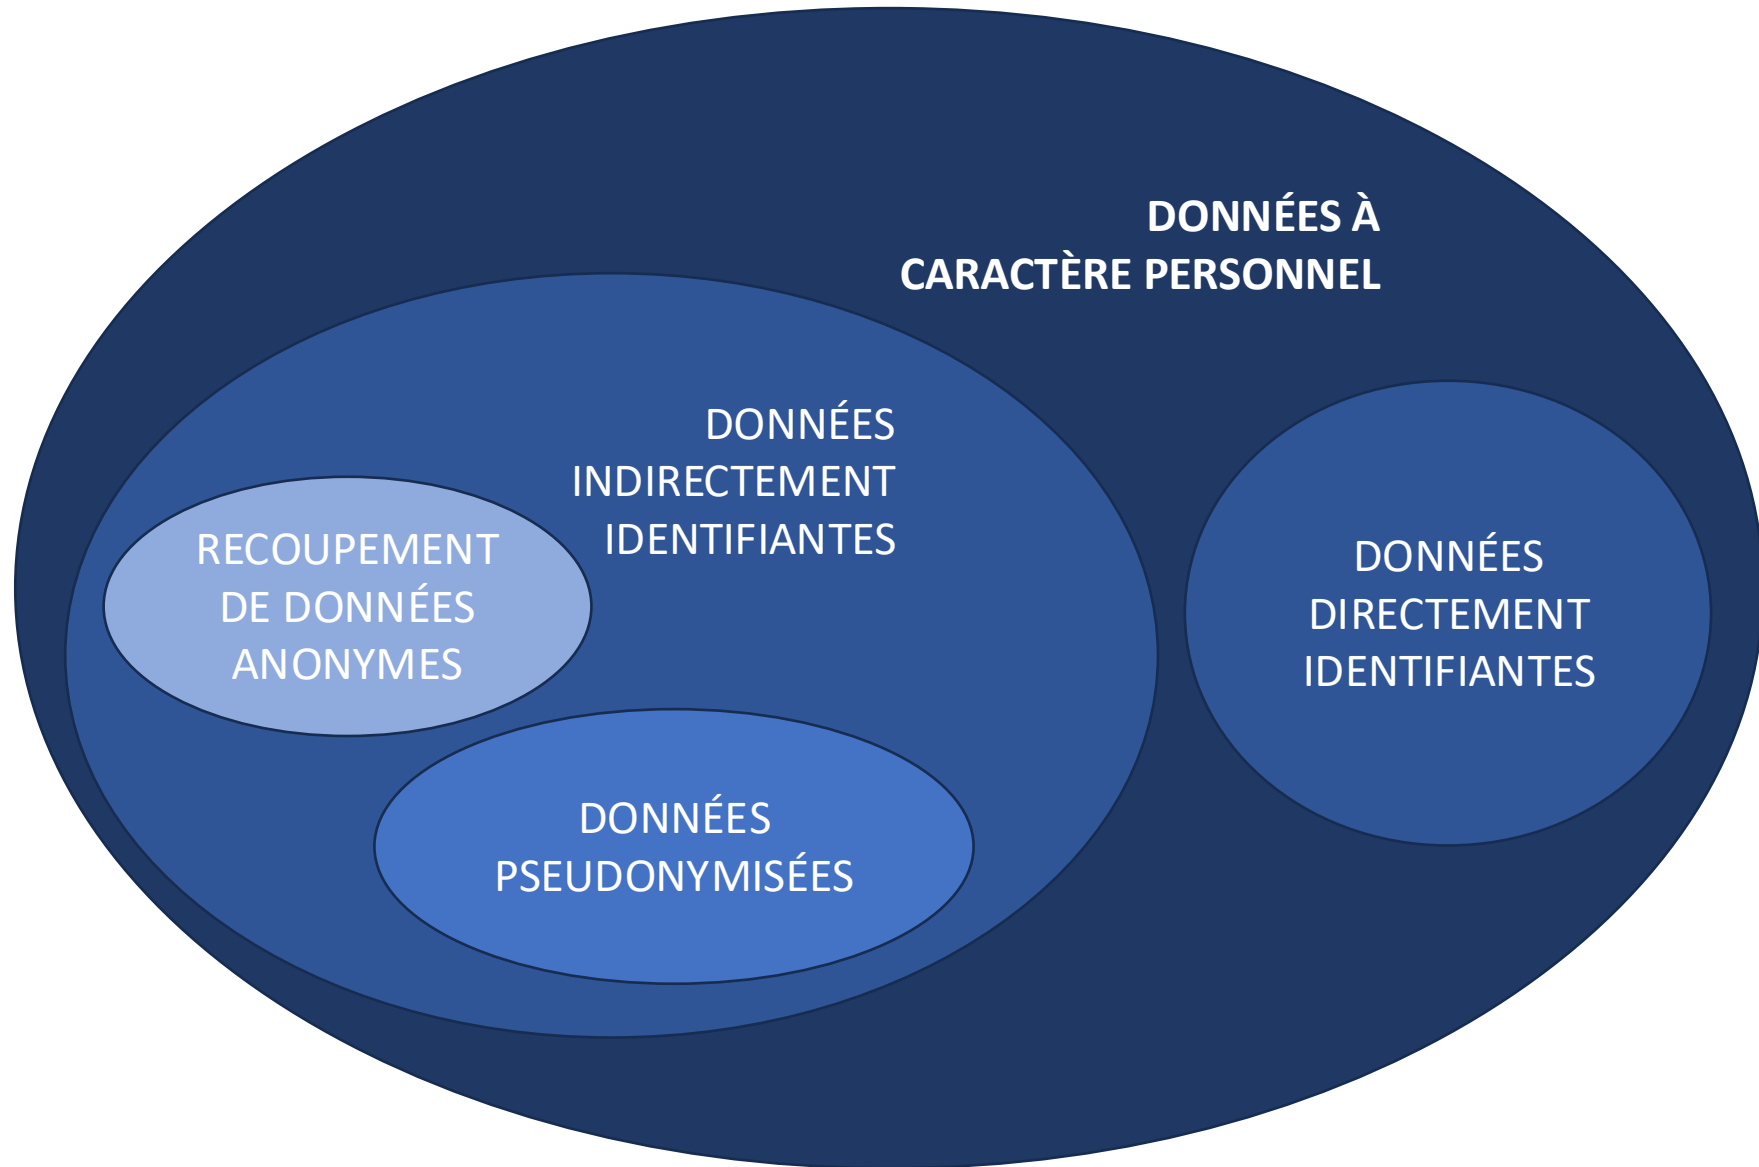 DONNÉES À
CARACTÈRE PERSONNEL
DONNÉES
INDIRECTEMENT
IDENTIFIANTES
RECOUPEMENT
DE DONNÉES
ANONYMES
DONNÉES
PSEUDONYMISÉES
DONNÉES
DIRECTEMENT
IDENTIFIANTES